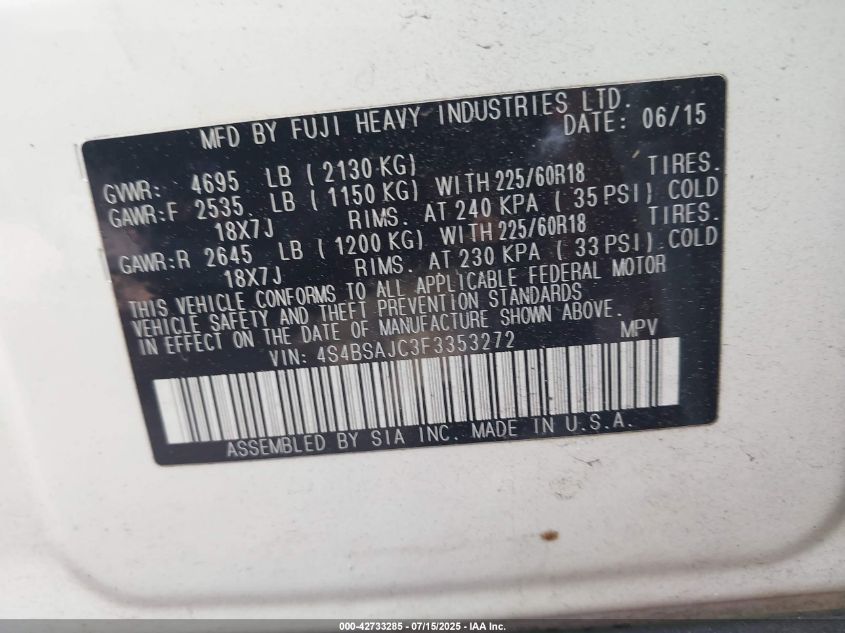 MFD BY FUJI HEAVY INDUSTRIES LTD.
DATE: 06/15
GVWR: 4695 LB ( 2130 KG)
GAWR:F 2535 LB ( 1150 KG) WITH 225/60R18 TIRES.
18X7J RIMS. AT 240 KPA ( 35 PSI) COLD
GAWR:R 2645 LB ( 1200 KG) WITH 225/60R18 TIRES.
18X7J RIMS. AT 230 KPA ( 33 PSI) COLD
THIS VEHICLE CONFORMS TO ALL APPLICABLE FEDERAL MOTOR
VEHICLE SAFETY AND THEFT PREVENTION STANDARDS
IN EFFECT ON THE DATE OF MANUFACTURE SHOWN ABOVE.
VIN: 4S4BSAJC3F3353272 MPV
ASSEMBLED BY SIA INC. MADE IN U.S.A.
000-42733285 - 07/15/2025 - IAA Inc.